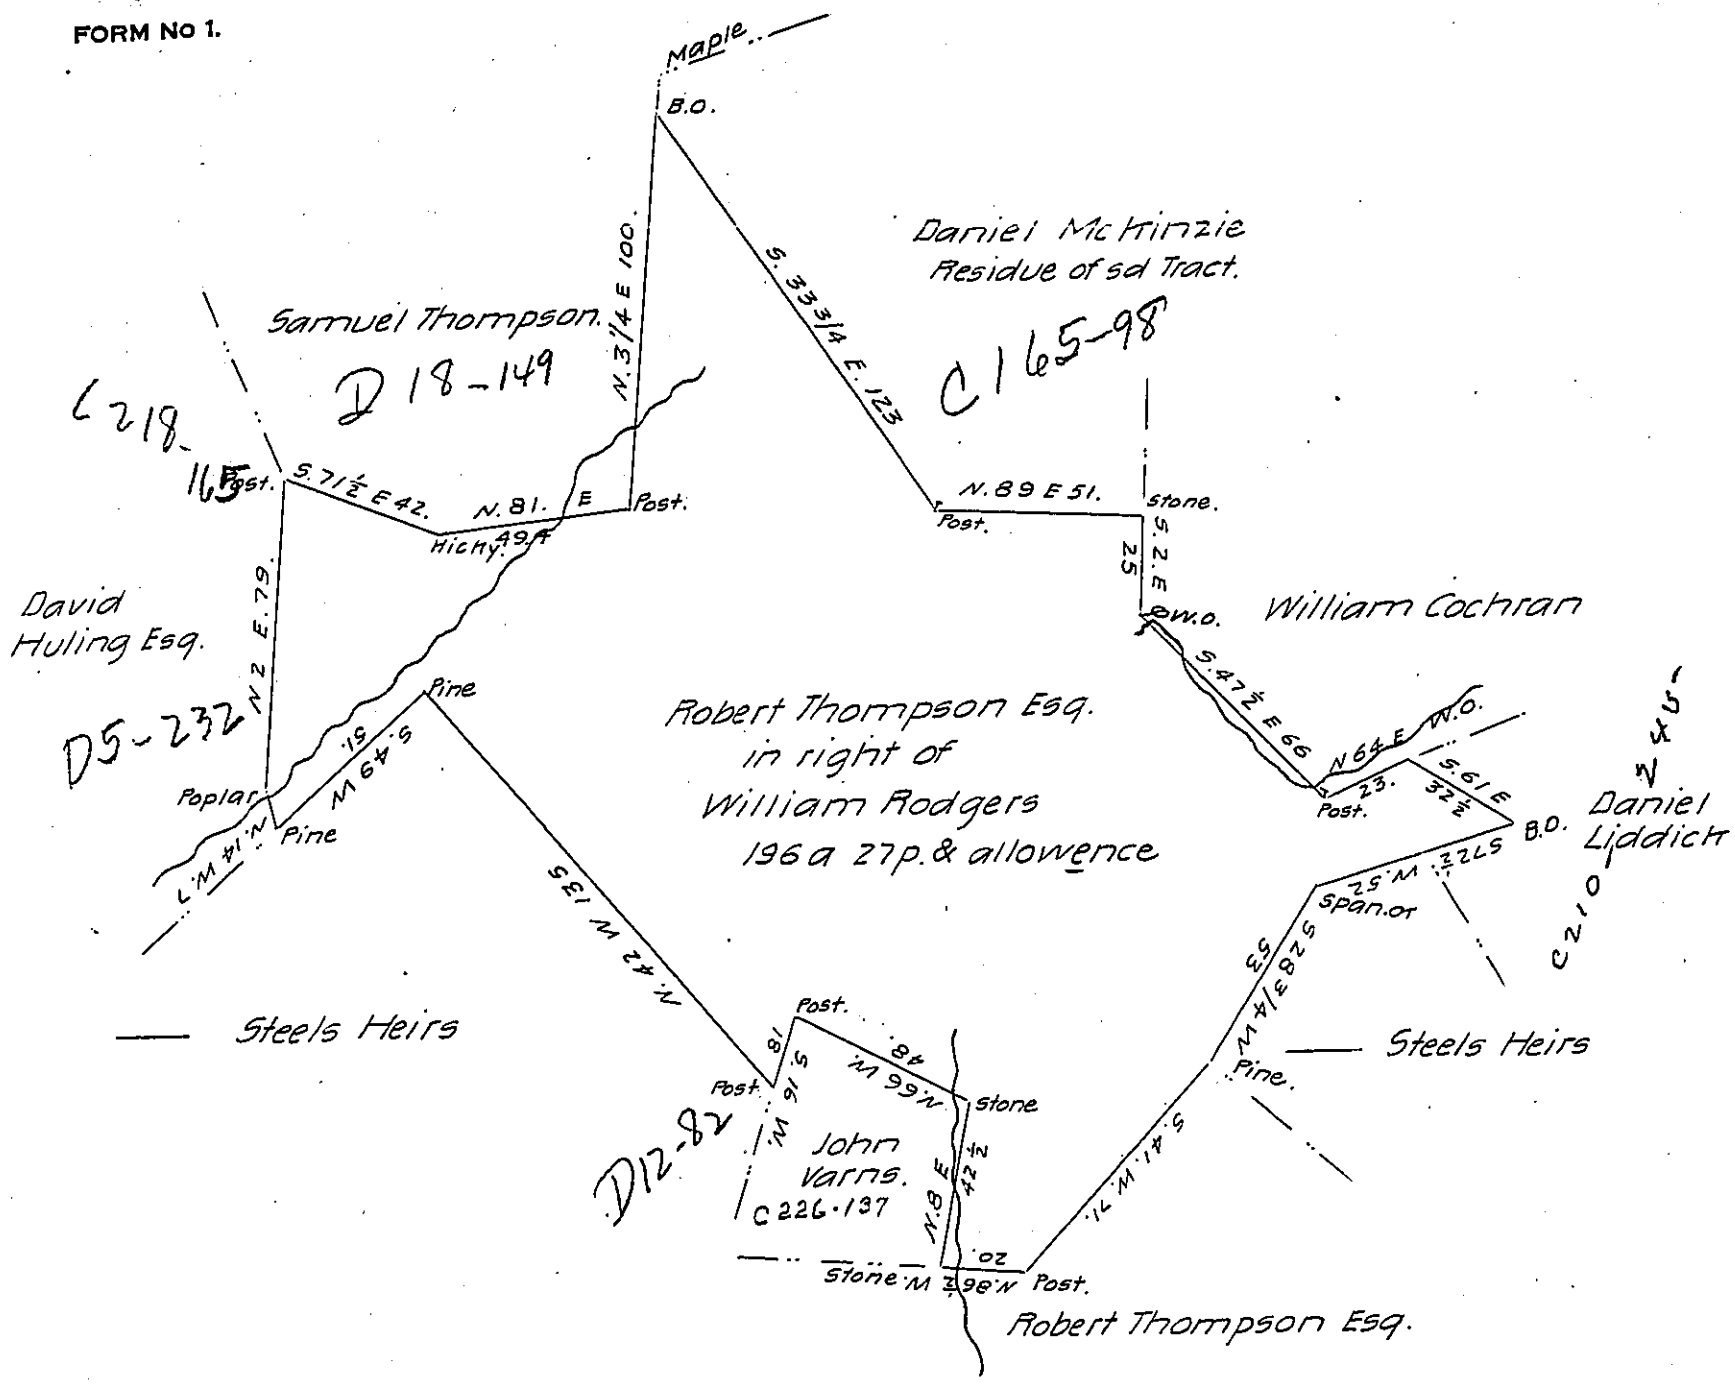 FORM No 1.
Maple
B.O.
Daniel McKinzie
Residue of sd Tract.
C165-98
S. 33 3/4 E. 123
N. 3 1/4 E 100.
Samuel Thompson.
D 18-149
C 218-
165
Post.
S. 71 1/2 E 42.
N. 81. E
49.4
Hicky.
Post.
N. 89 E 51.
Post.
Stone.
S. 2. E
25
W.O.
William Cochran
David
Huling Esq.
N 2 E. 79.
D5-232
S. 47 1/2 E 66
Pine
S. 49 W
51.
Robert Thompson Esq.
in right of
William Rodgers
196a 27p. & allowence
N 64 E
23.
W.O.
Post.
S. 61 E
32 1/2
B.O.
Daniel
Liddick
C210-
Poplar
Pine
N. 14 W. 7
S 72 1/2 W. 52
Span. or
S 28 3/4 W
53
N. 42 W 135
Steels Heirs
Post.
S. 16 W.
18
Post.
N. 66 W.
48.
Stone
Steels Heirs
Pine.
D12-82
John
Varns.
C 226-137
N. 8 E
42 1/2
S. 41. W. 71.
Stone.
N. 86 1/2 W
20.
Post.
Robert Thompson Esq.